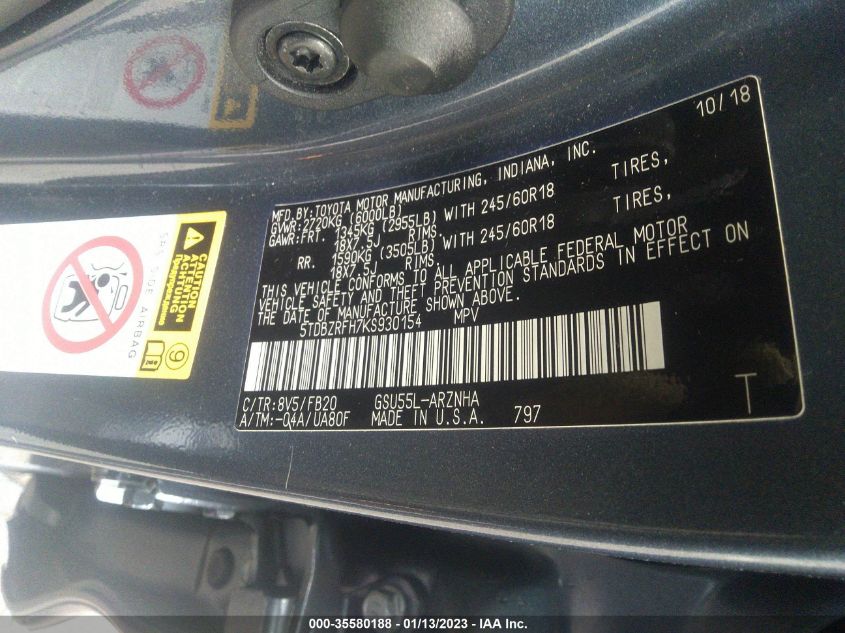 10/18
MFD.BY:TOYOTA MOTOR MANUFACTURING, INDIANA, INC.
GVWR:2720KG (6000LB)
GAWR:FRT. 1345KG (2955LB) WITH 245/60R18 TIRES,
18X7.5J RIMS,
RR. 1590KG (3505LB) WITH 245/60R18 TIRES,
18X7.5J RIMS,
THIS VEHICLE CONFORMS TO ALL APPLICABLE FEDERAL MOTOR
VEHICLE SAFETY AND THEFT PREVENTION STANDARDS IN EFFECT ON
THE DATE OF MANUFACTURE SHOWN ABOVE.
5TDBZRFH7KS930154 MPV
C/TR:8V5/FB20 GSU55L-ARZNHA
A/TM:-04A/UA80F MADE IN U.S.A. 797
T
SRS SIDE AIRBAG
CAUTION
ATTENTION
ACHTUNG
9
000-35580188 - 01/13/2023 - IAA Inc.